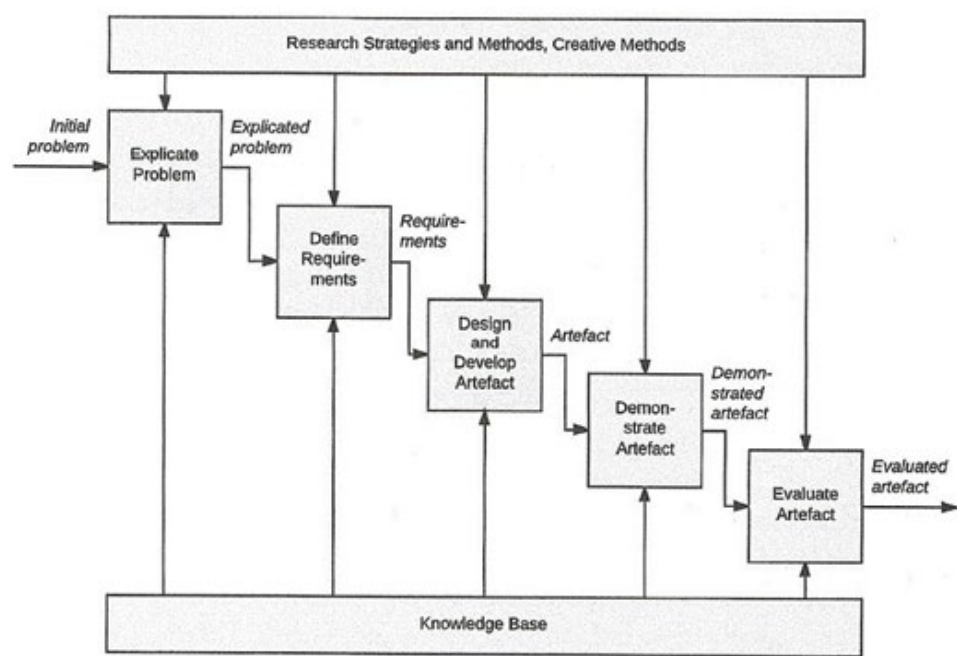 Research Strategies and Methods, Creative Methods
Initial
problem
Explicate
Problem
Explicated
problem
Define
Require-
ments
Require-
ments
Design
and
Develop
Artefact
Artefact
Demon-
strate
Artefact
Demon-
strated
artefact
Evaluate
Artefact
Evaluated
artefact
Knowledge Base